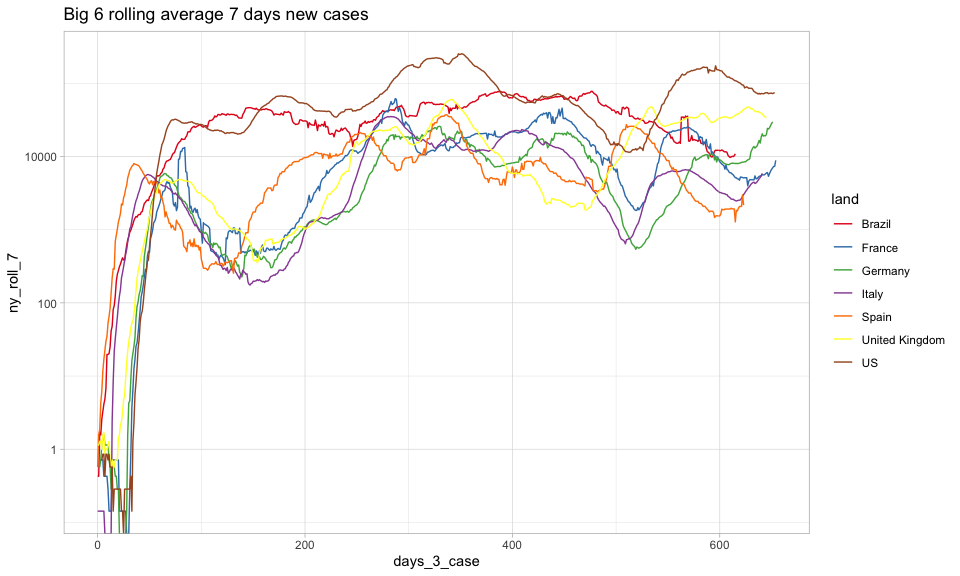 Big 6 rolling average 7 days new cases
ny_roll_7
10000
100
1
0
200
400
600
days_3_case
land
Brazil
France
Germany
Italy
Spain
United Kingdom
US